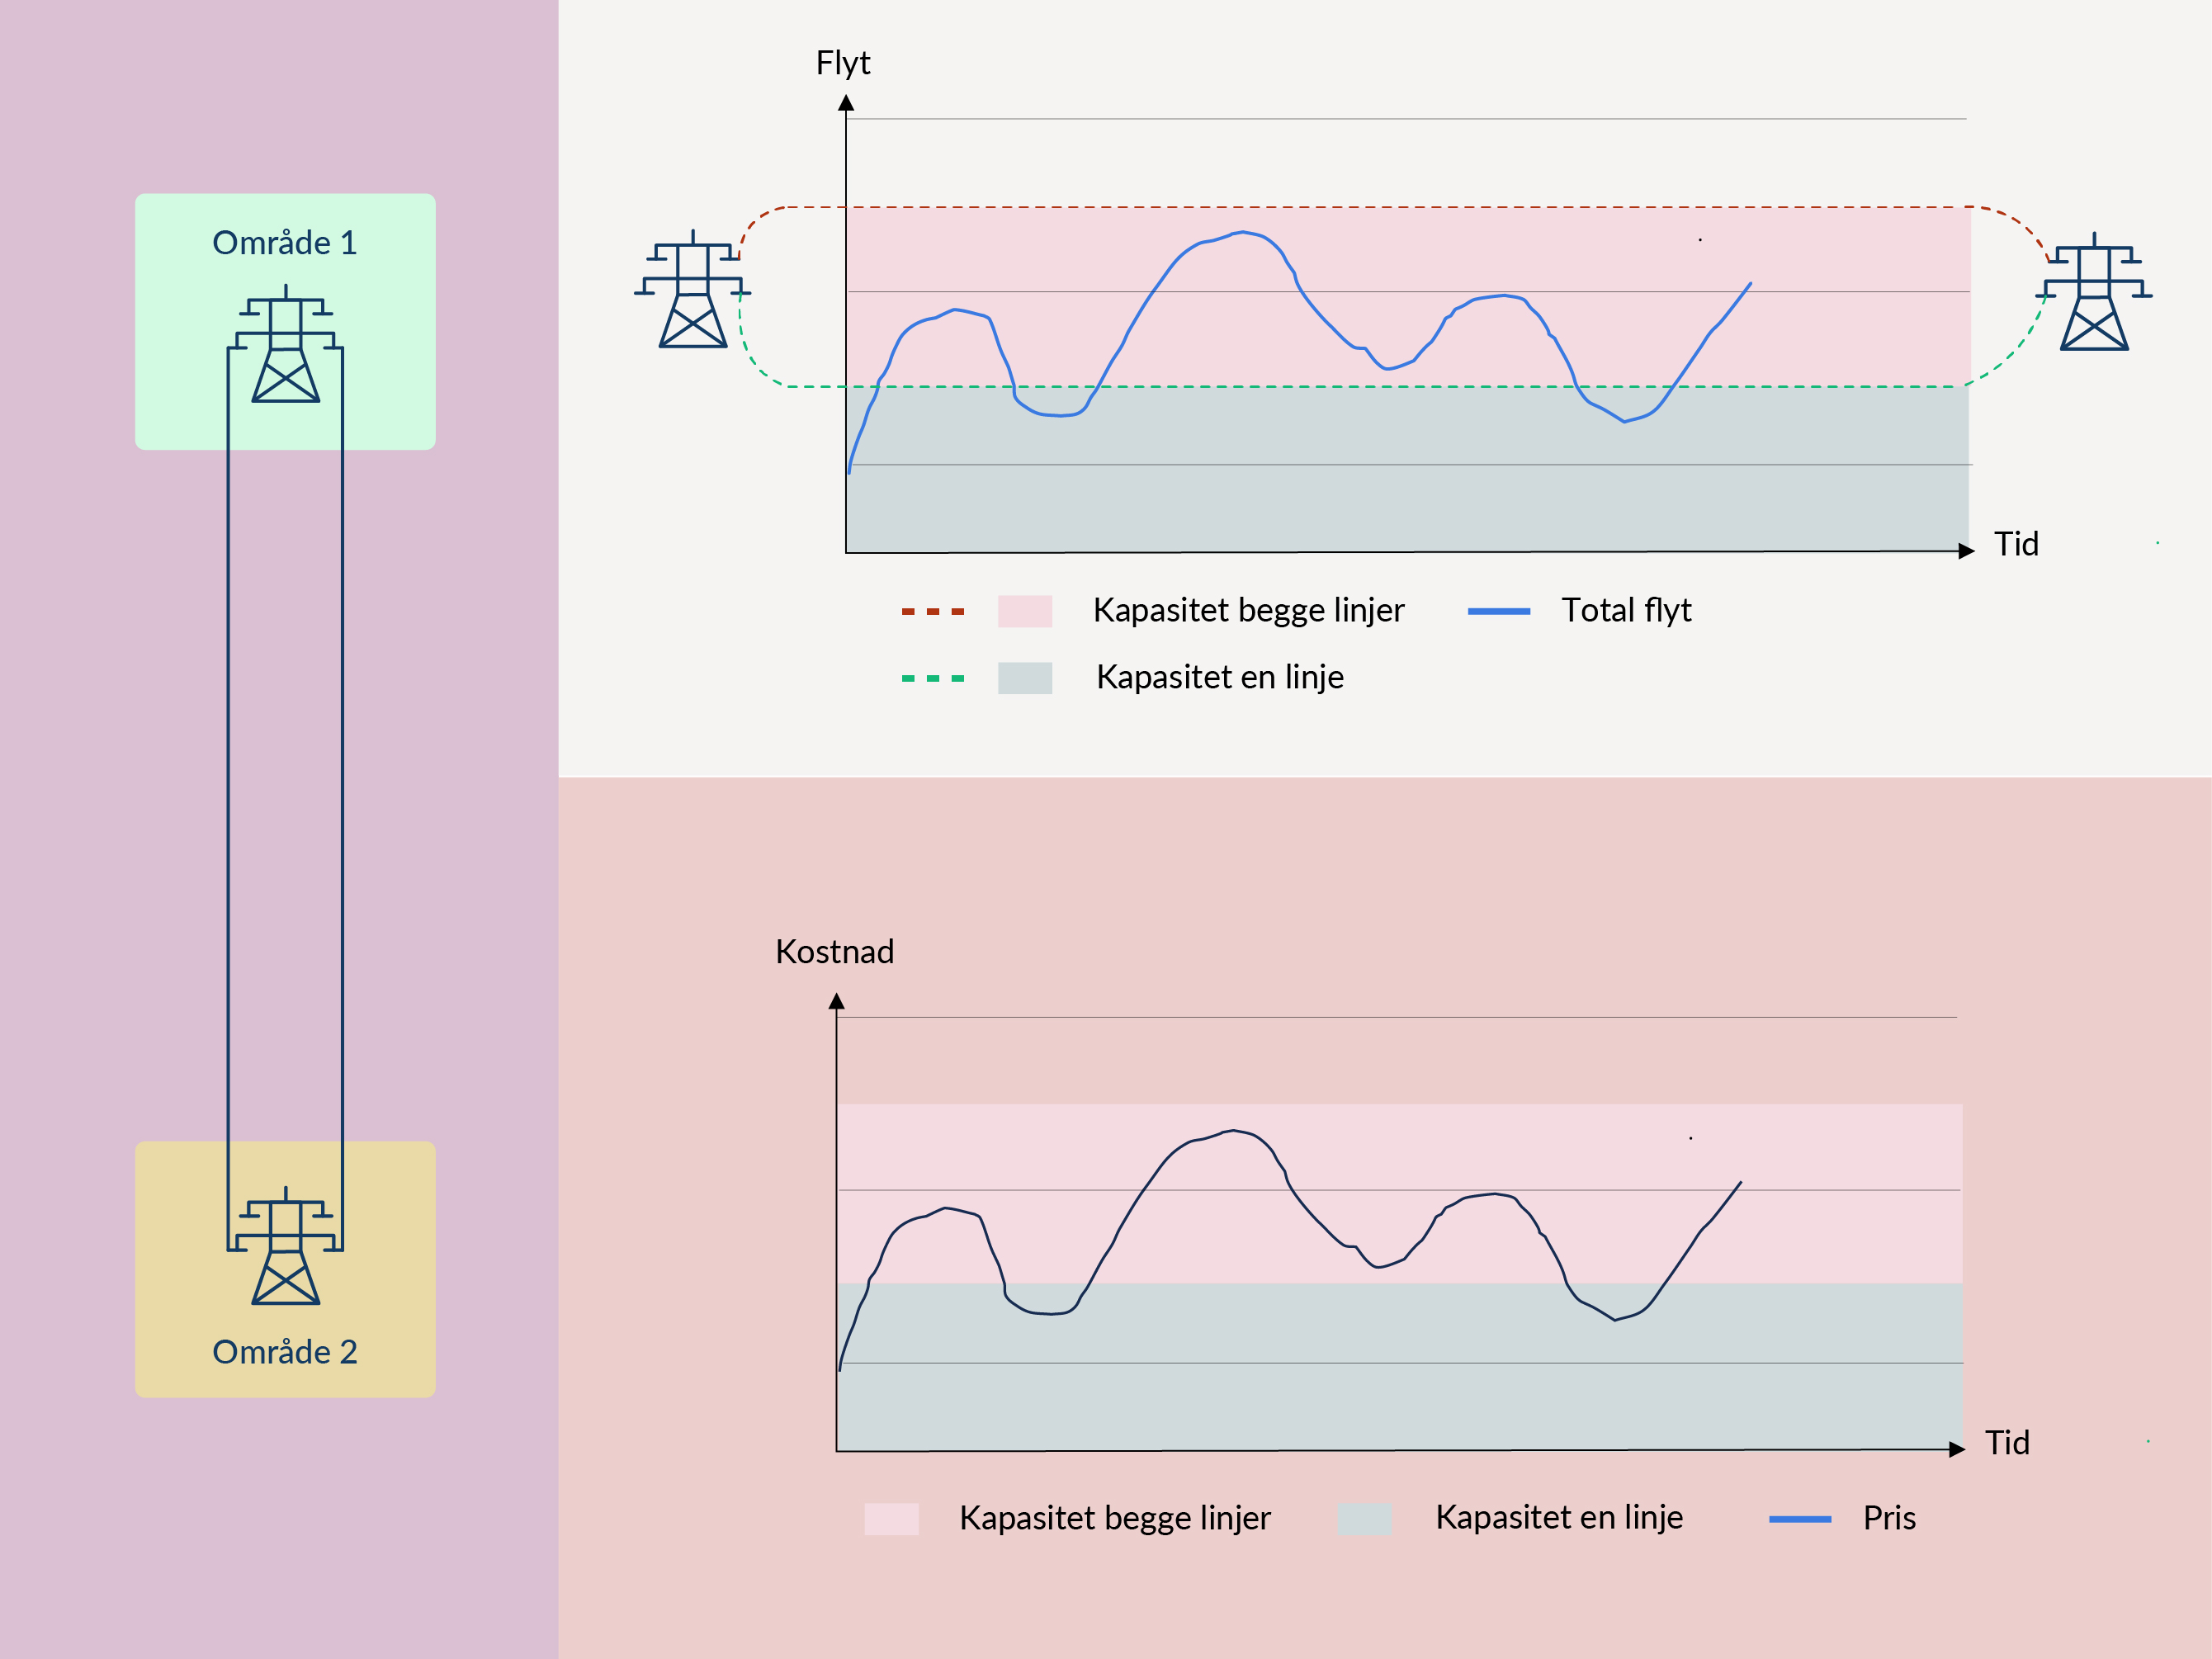 Område 1
Område 2
Flyt
Tid
Kapasitet begge linjer
Total flyt
Kapasitet en linje
Kostnad
Tid
Kapasitet begge linjer
Kapasitet en linje
Pris